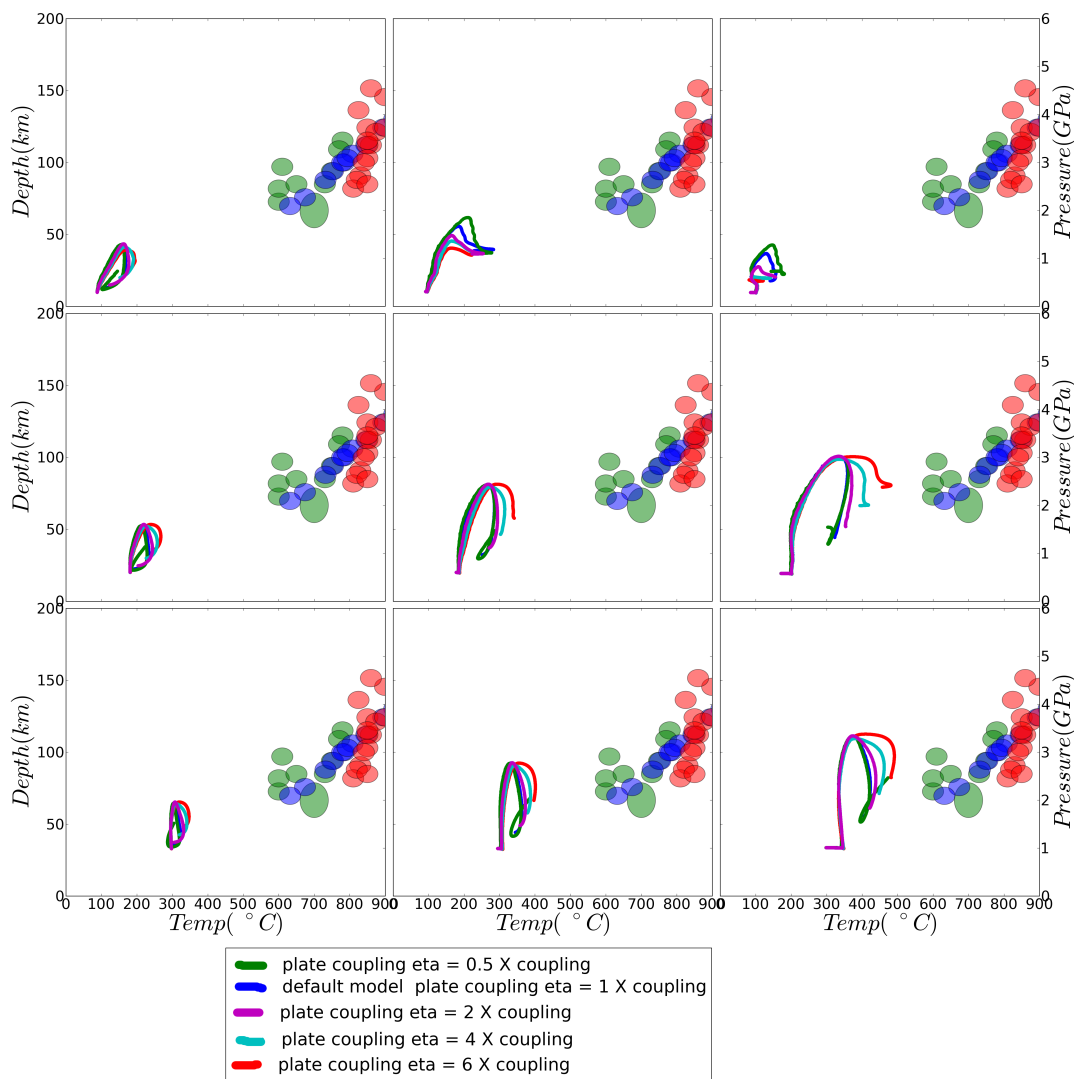 200
150
100
50
0
Depth(km)
6
5
4
3
2
1
0
Pressure(GPa)
200
150
100
50
0
Depth(km)
6
5
4
3
2
1
0
Pressure(GPa)
200
150
100
50
0
Depth(km)
6
5
4
3
2
1
0
Pressure(GPa)
0 100 200 300 400 500 600 700 800 900
0 100 200 300 400 500 600 700 800 900
0 100 200 300 400 500 600 700 800 900
Temp( °C) Temp( °C) Temp( °C)
plate coupling eta = 0.5 X coupling
default model plate coupling eta = 1 X coupling
plate coupling eta = 2 X coupling
plate coupling eta = 4 X coupling
plate coupling eta = 6 X coupling